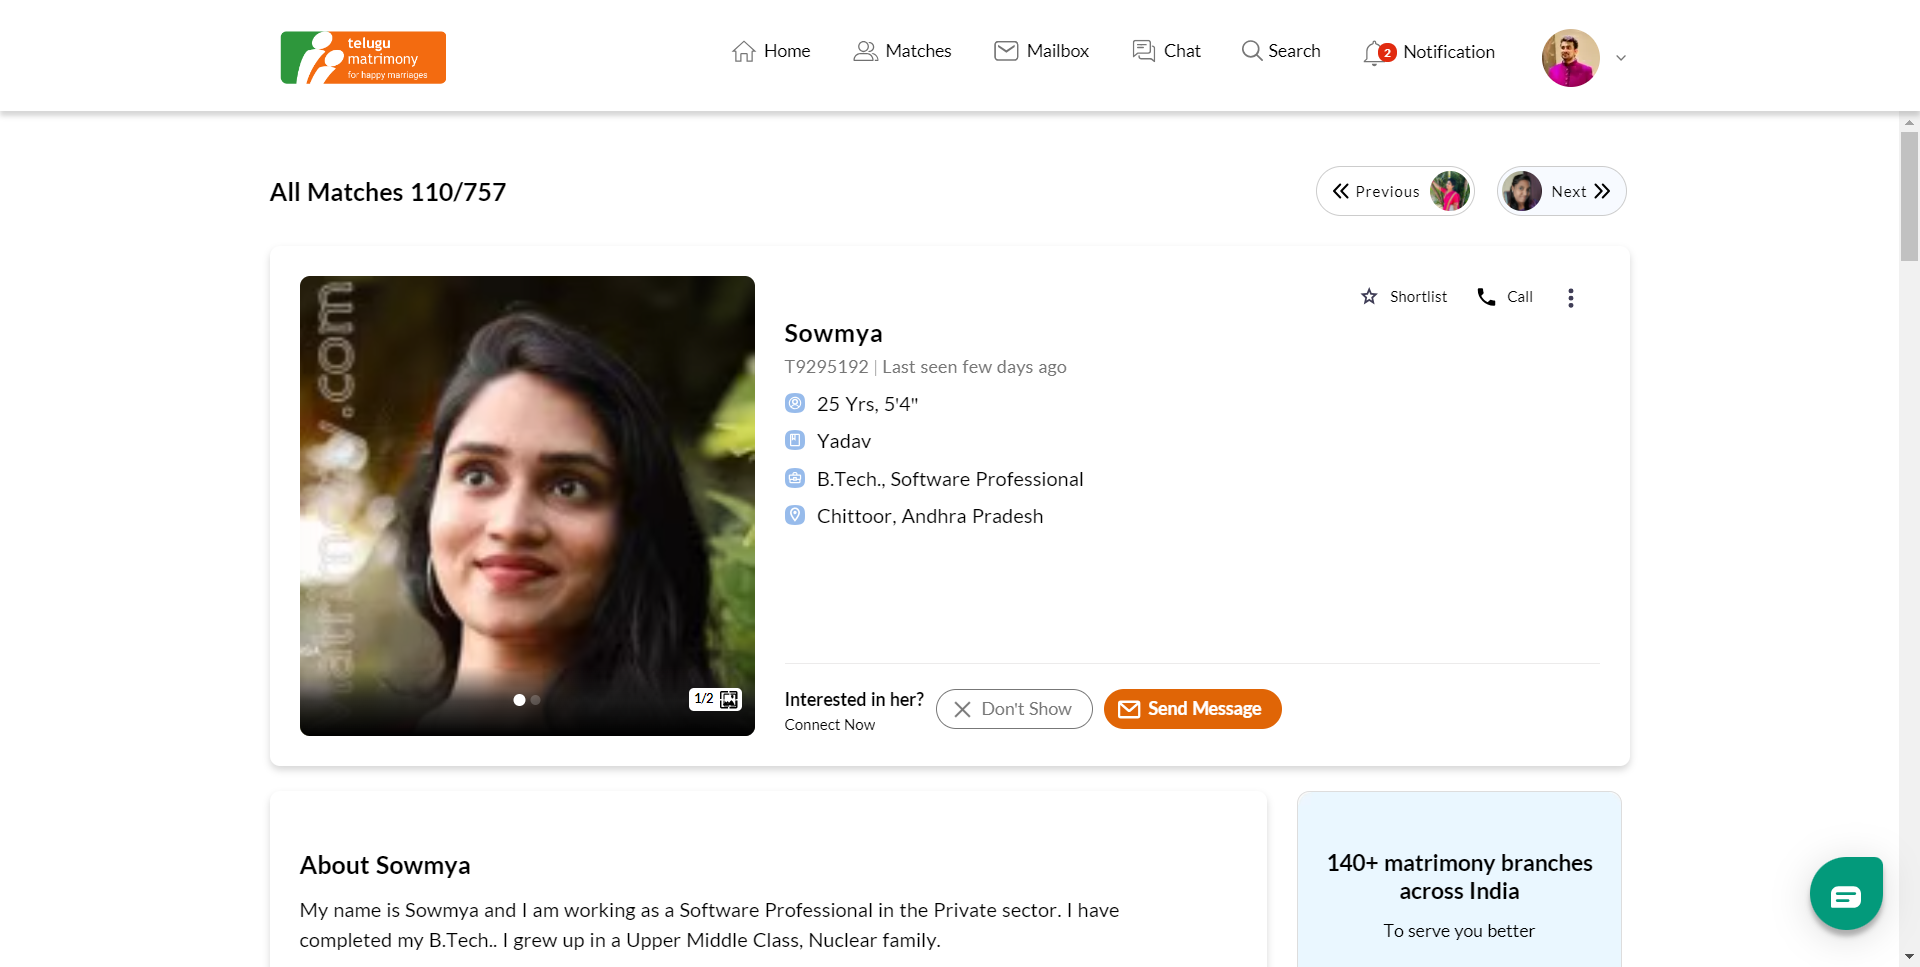 telugu
matrimony
for happy marriages
Home
Matches
Mailbox
Chat
Search
2
Notification
All Matches 110/757
Previous
Next
Shortlist
Call
Sowmya
T9295192 | Last seen few days ago
25 Yrs, 5'4"
Yadav
B.Tech., Software Professional
Chittoor, Andhra Pradesh
1/2
Interested in her?
Connect Now
Don't Show
Send Message
About Sowmya
My name is Sowmya and I am working as a Software Professional in the Private sector. I have
completed my B.Tech.. I grew up in a Upper Middle Class, Nuclear family.
140+ matrimony branches
across India
To serve you better